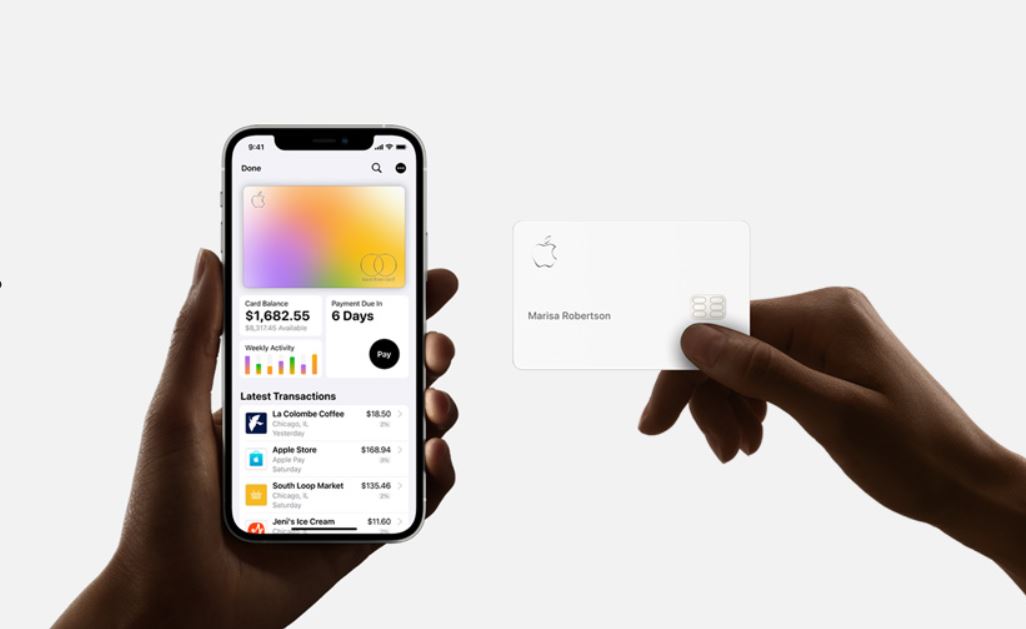 9:41
Done
Card Balance
$1,682.55
$8,317.45 Available
Payment Due In
6 Days
Weekly Activity
Pay
Latest Transactions
La Colombe Coffee $18.50
Chicago, IL 2%
Yesterday
Apple Store $168.94
Apple Pay 3%
Saturday
South Loop Market $135.46
Chicago, IL 2%
Saturday
Jeni's Ice Cream $11.60
Marisa Robertson